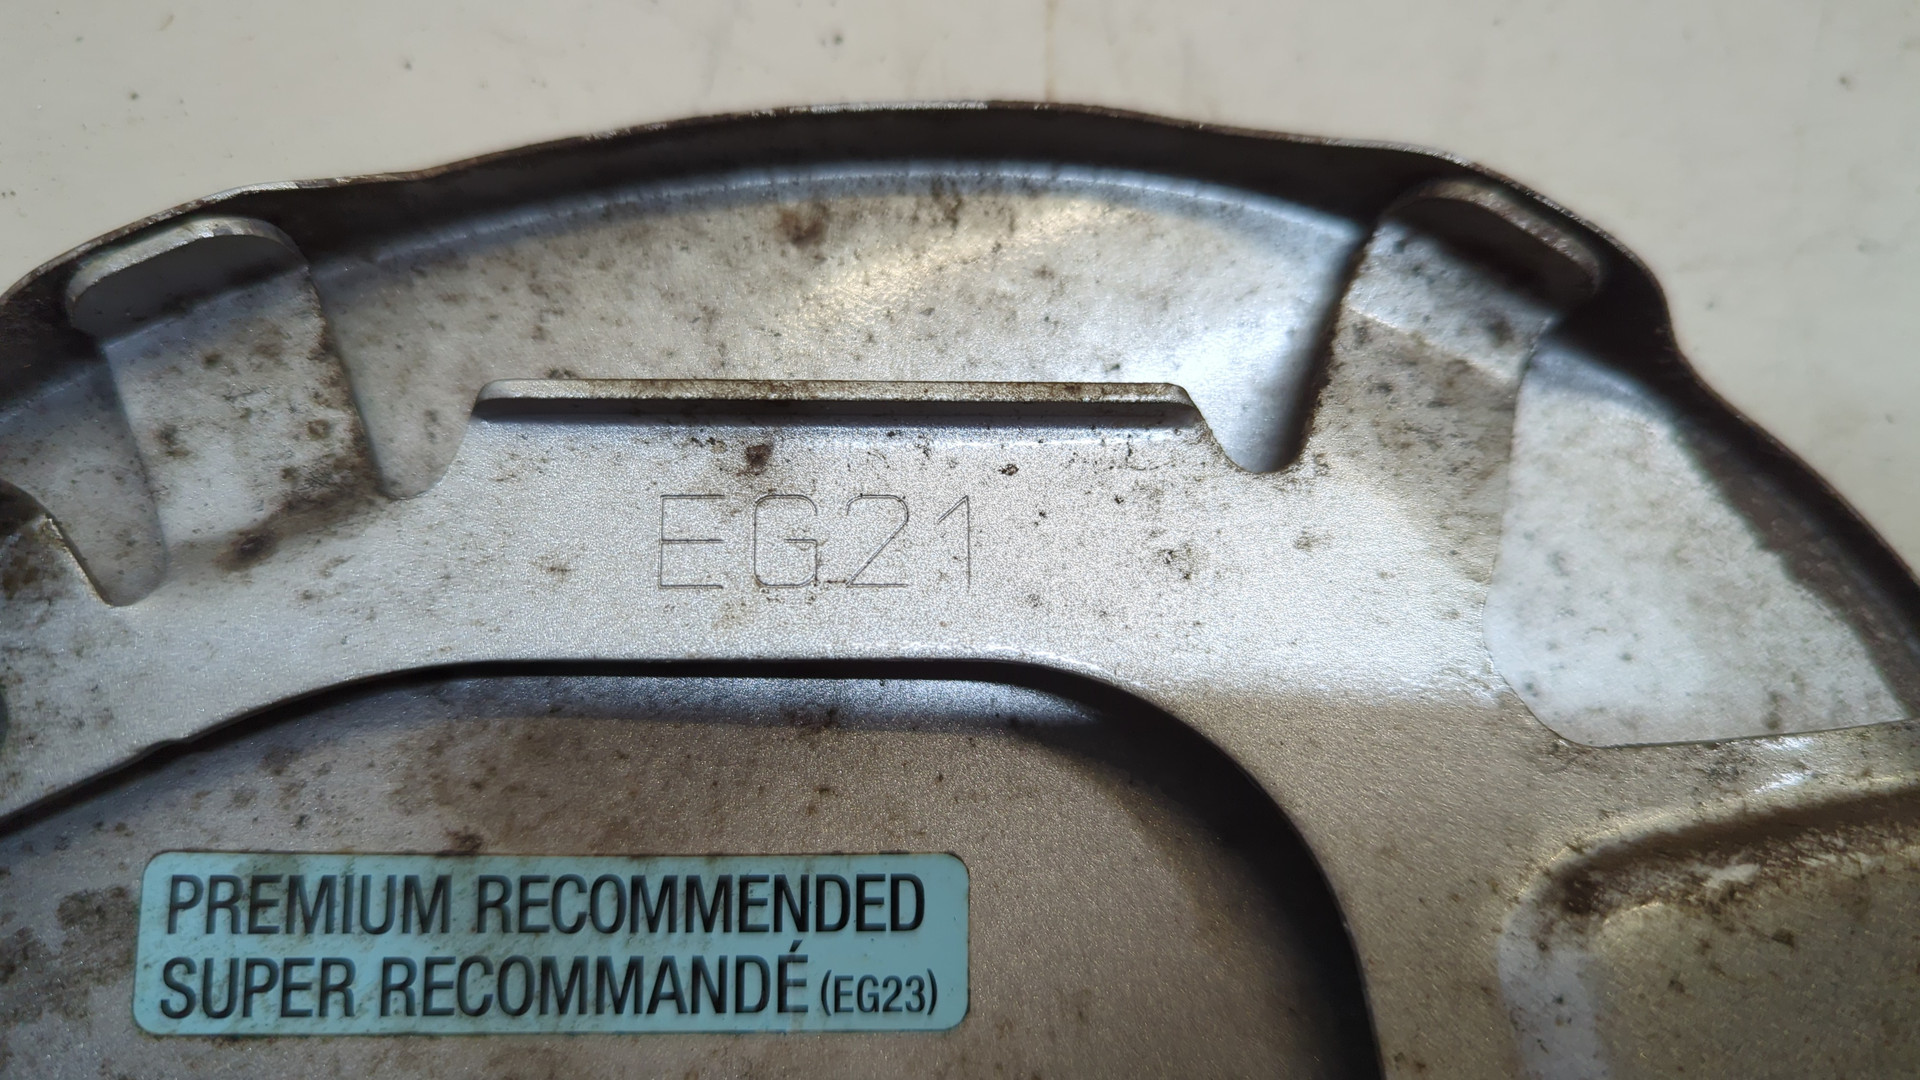 EG21
PREMIUM RECOMMENDED
SUPER RECOMMANDÉ (EG23)